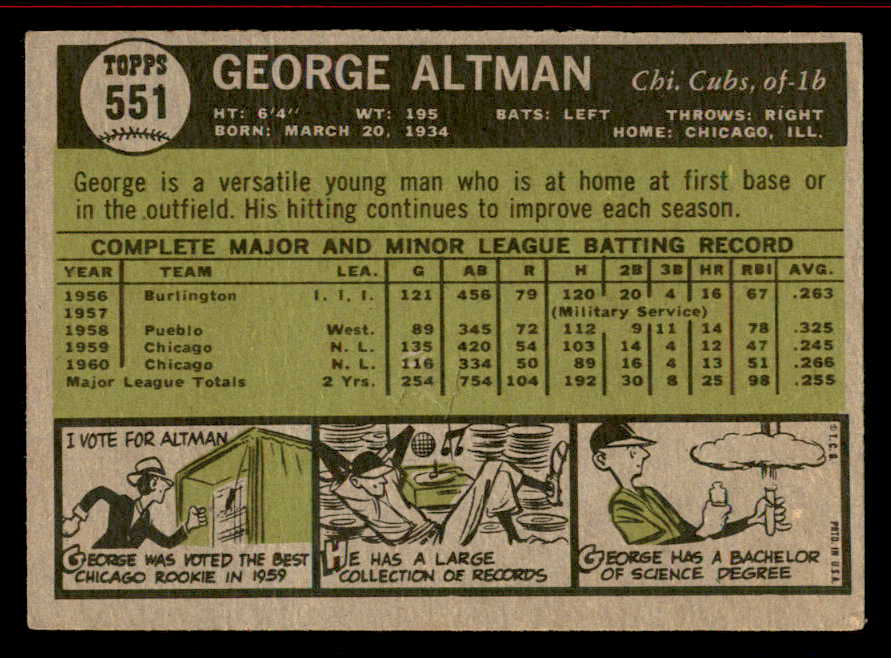 TOPPS
551
GEORGE ALTMAN
Chi. Cubs, of-1b
HT: 6'4" WT: 195 BATS: LEFT THROWS: RIGHT
BORN: MARCH 20, 1934 HOME: CHICAGO, ILL.
George is a versatile young man who is at home at first base or
in the outfield. His hitting continues to improve each season.
COMPLETE MAJOR AND MINOR LEAGUE BATTING RECORD
YEAR TEAM LEA. G AB R H 2B 3B HR RBI AVG.
1956 Burlington I. I. I. 121 456 79 120 20 4 16 67 .263
1957 (Military Service)
1958 Pueblo West. 89 345 72 112 9 11 14 78 .325
1959 Chicago N. L. 135 420 54 103 14 4 12 47 .245
1960 Chicago N. L. 116 334 50 89 16 4 13 51 .266
Major League Totals 2 Yrs. 254 754 104 192 30 8 25 98 .255
I VOTE FOR ALTMAN
GEORGE WAS VOTED THE BEST
CHICAGO ROOKIE IN 1959
HE HAS A LARGE
COLLECTION OF RECORDS
GEORGE HAS A BACHELOR
OF SCIENCE DEGREE
© T.C.G.
PRTD. IN U.S.A.